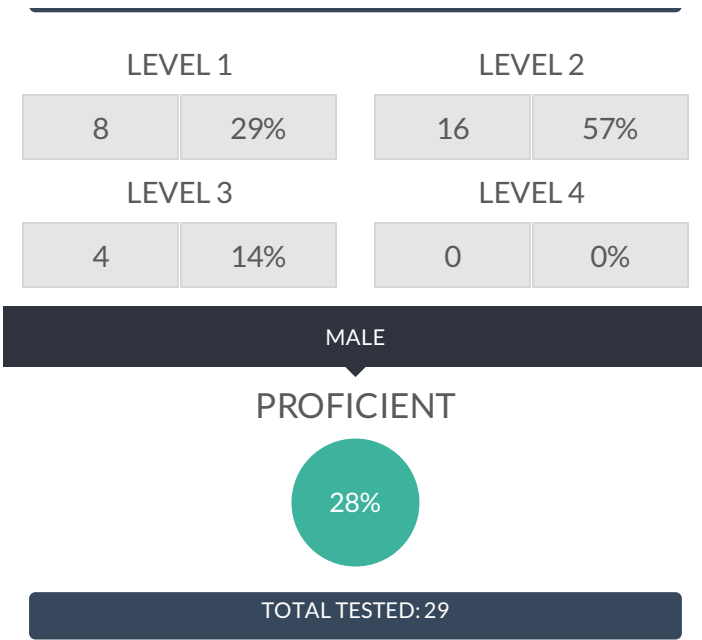 LEVEL 1 LEVEL 2
8 29% 16 57%
LEVEL 3 LEVEL 4
4 14% 0 0%
MALE
PROFICIENT
28%
TOTAL TESTED: 29